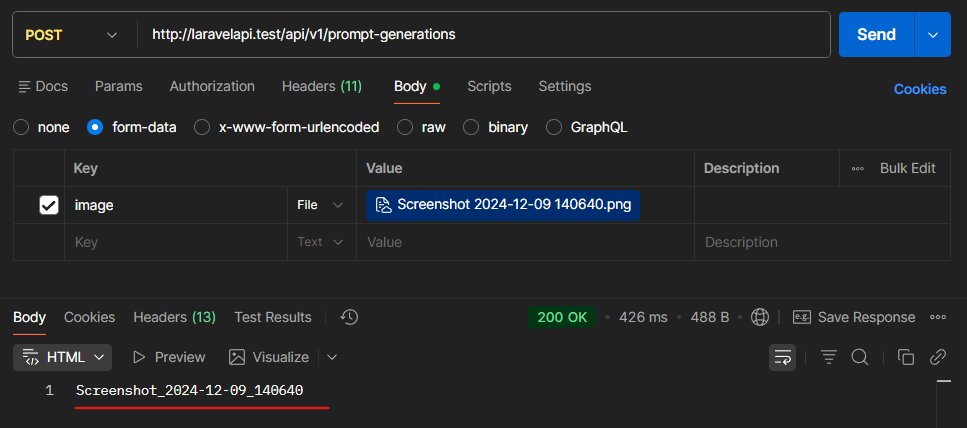 POST http://laravelapi.test/api/v1/prompt-generations Send
Docs Params Authorization Headers (11) Body Scripts Settings Cookies
none form-data x-www-form-urlencoded raw binary GraphQL
Key Value Description Bulk Edit
image File Screenshot 2024-12-09 140640.png
Key Text Value Description
Body Cookies Headers (13) Test Results 200 OK 426 ms 488 B e.g. Save Response
HTML Preview Visualize
1 Screenshot_2024-12-09_140640